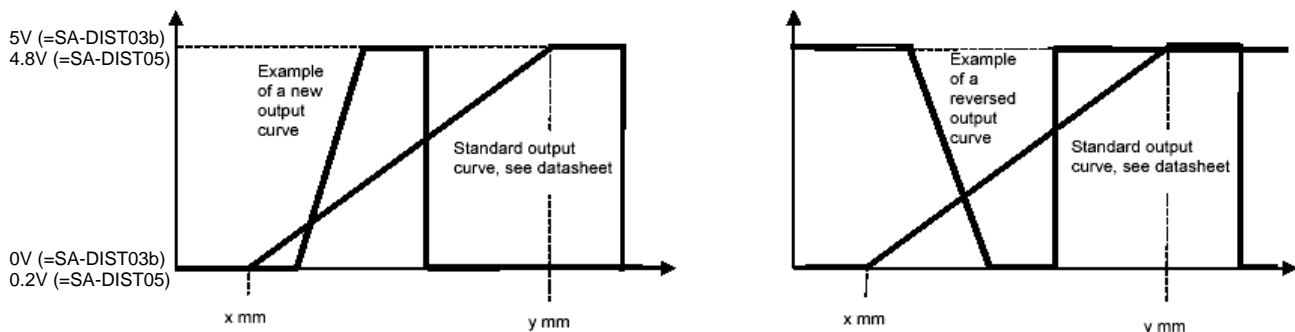 5V (=SA-DIST03b)
4.8V (=SA-DIST05)
Example
of a new
output
curve
Standard output
curve, see datasheet
0V (=SA-DIST03b)
0.2V (=SA-DIST05)
x mm
y mm
Example
of a
reversed
output
curve
Standard output
curve, see datasheet
x mm
y mm